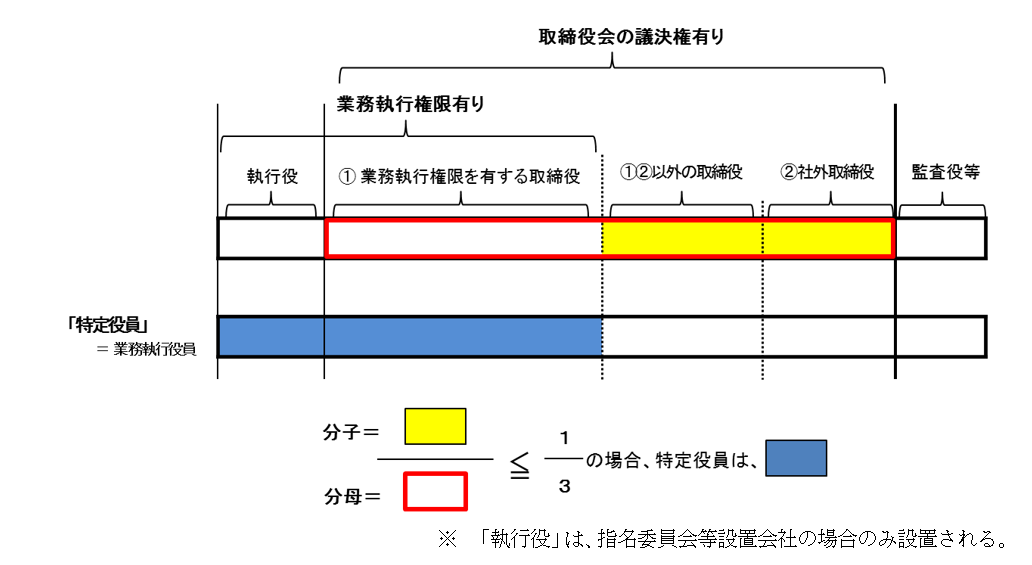 取締役会の議決権有り
業務執行権限有り
執行役
① 業務執行権限を有する取締役
①②以外の取締役
②社外取締役
監査役等
「特定役員」
＝ 業務執行役員
分子＝
分母＝
≦
1
3
の場合、特定役員は、
※　「執行役」は、指名委員会等設置会社の場合のみ設置される。